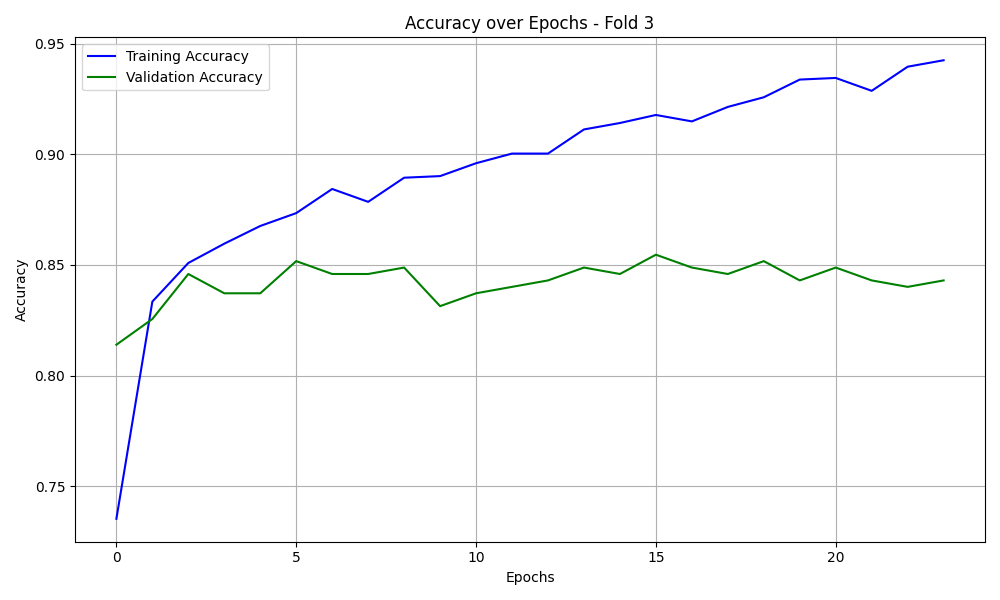 Accuracy over Epochs - Fold 3
Training Accuracy
Validation Accuracy
0.95
0.90
0.85
0.80
0.75
Accuracy
0 5 10 15 20
Epochs